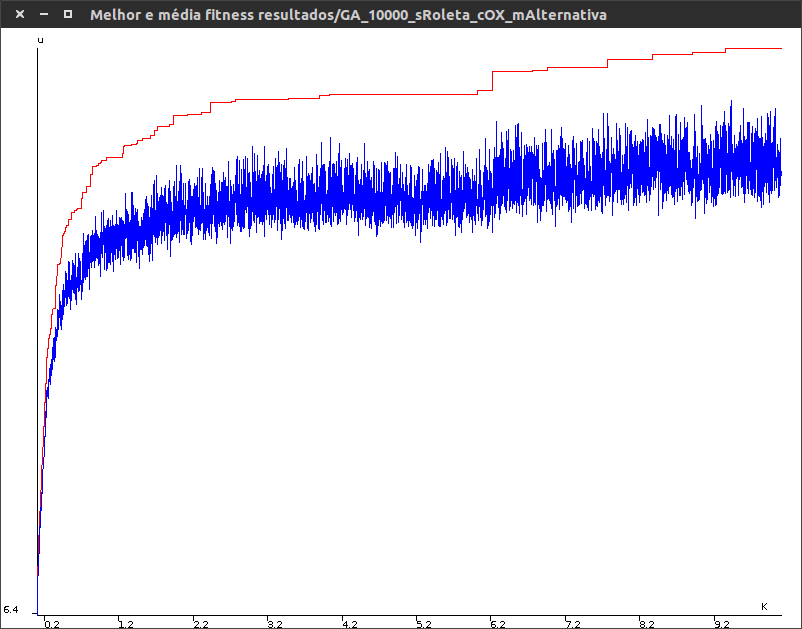 Melhor e média fitness resultados/GA_10000_sRoleta_cOX_mAlternativa
u
K
6.4
0.2 1.2 2.2 3.2 4.2 5.2 6.2 7.2 8.2 9.2